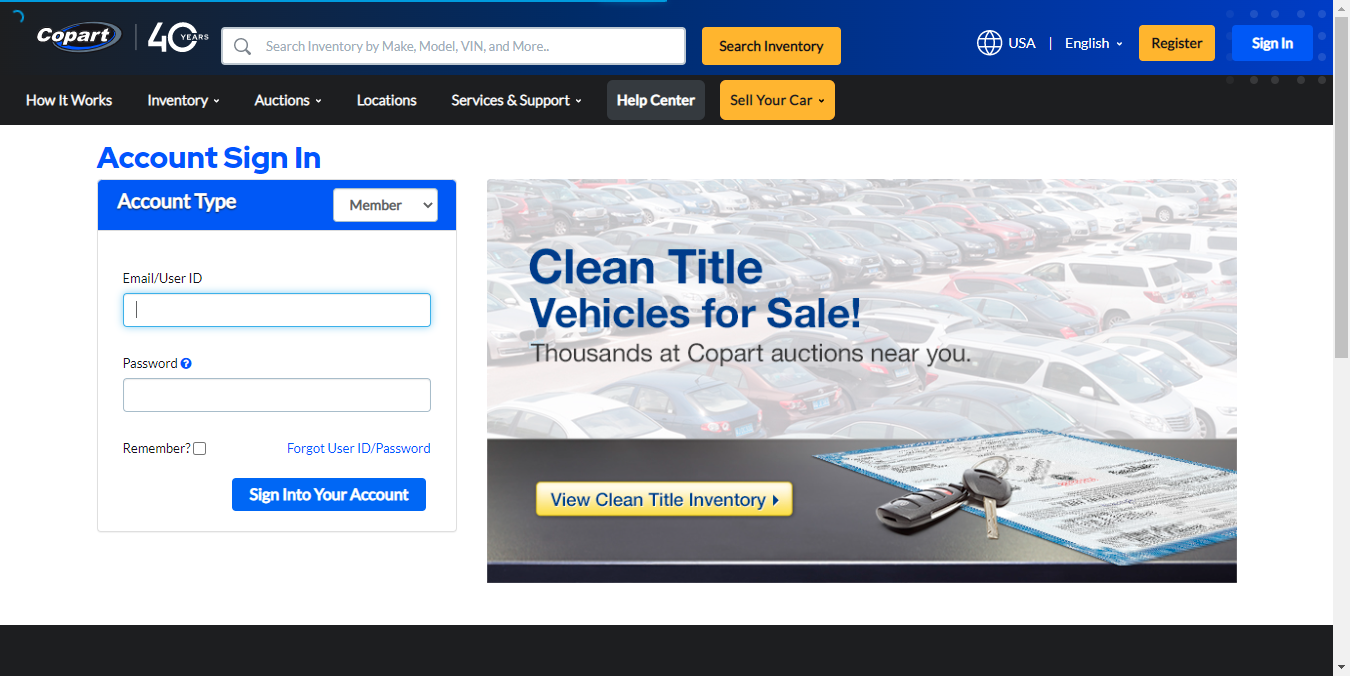 Copart
40 YEARS
Search Inventory by Make, Model, VIN, and More..
Search Inventory
USA | English
Register
Sign In
How It Works
Inventory
Auctions
Locations
Services & Support
Help Center
Sell Your Car
Account Sign In
Account Type
Member
Email/User ID
Password
Remember?
Forgot User ID/Password
Sign Into Your Account
Clean Title
Vehicles for Sale!
Thousands at Copart auctions near you.
View Clean Title Inventory